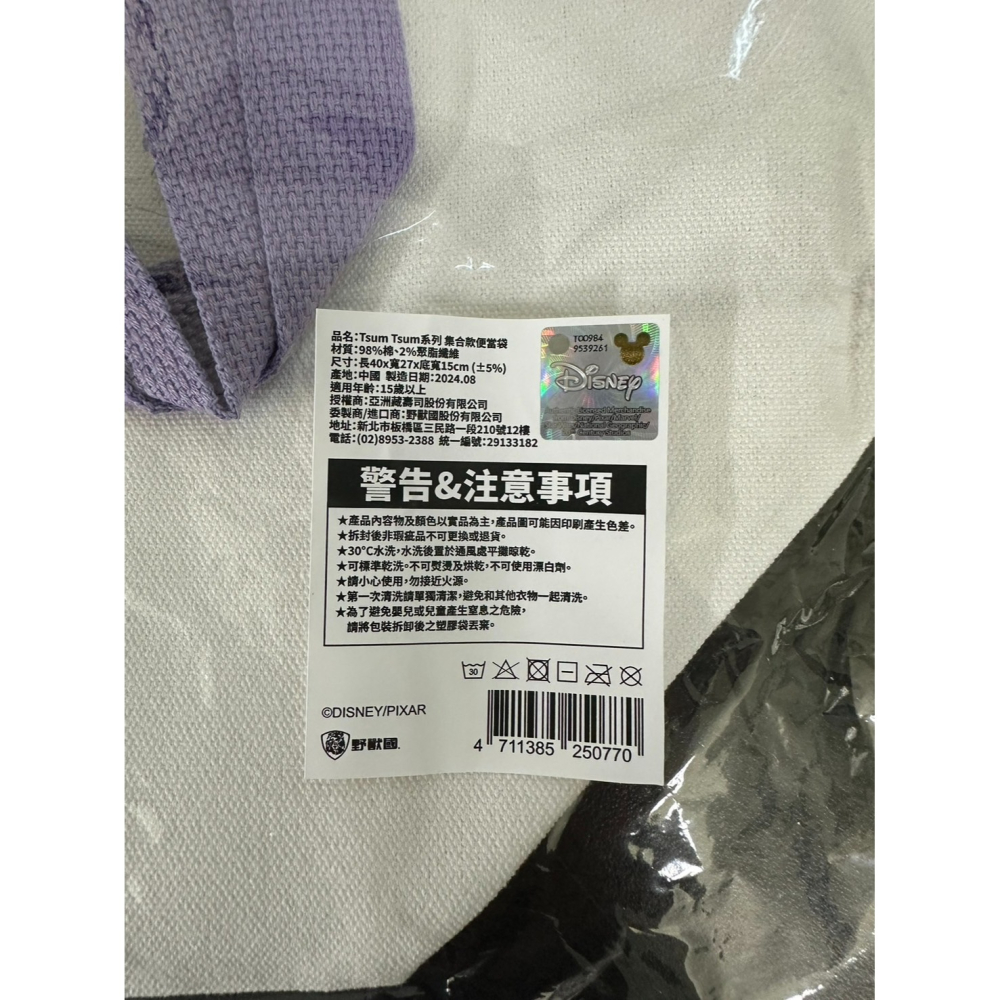 品名:Tsum Tsum系列 集合款便當袋
材質:98%棉、2%聚脂纖維
尺寸:長40x寬27x底寬15cm (±5%)
產地:中國 製造日期:2024.08
適用年齡:15歲以上
授權商:亞洲藏壽司股份有限公司
委製商/進口商:野獸國股份有限公司
地址:新北市板橋區三民路一段210號12樓
電話:(02)8953-2388 統一編號:29133182
T00984
9539261
Disney
Authentic Licensed Merchandise
Disney/Pixar/Marvel/
National Geographic/
Century Studios
警告&注意事項
★產品內容物及顏色以實品為主,產品圖可能因印刷產生色差。
★拆封後非瑕疵品不可更換或退貨。
★30°C水洗,水洗後置於通風處平攤晾乾。
★可標準乾洗。不可熨燙及烘乾,不可使用漂白劑。
★請小心使用,勿接近火源。
★第一次清洗請單獨清潔,避免和其他衣物一起清洗。
★為了避免嬰兒或兒童產生窒息之危險,
請將包裝拆卸後之塑膠袋丟棄。
30
©DISNEY/PIXAR
野獸國
4 711385 250770